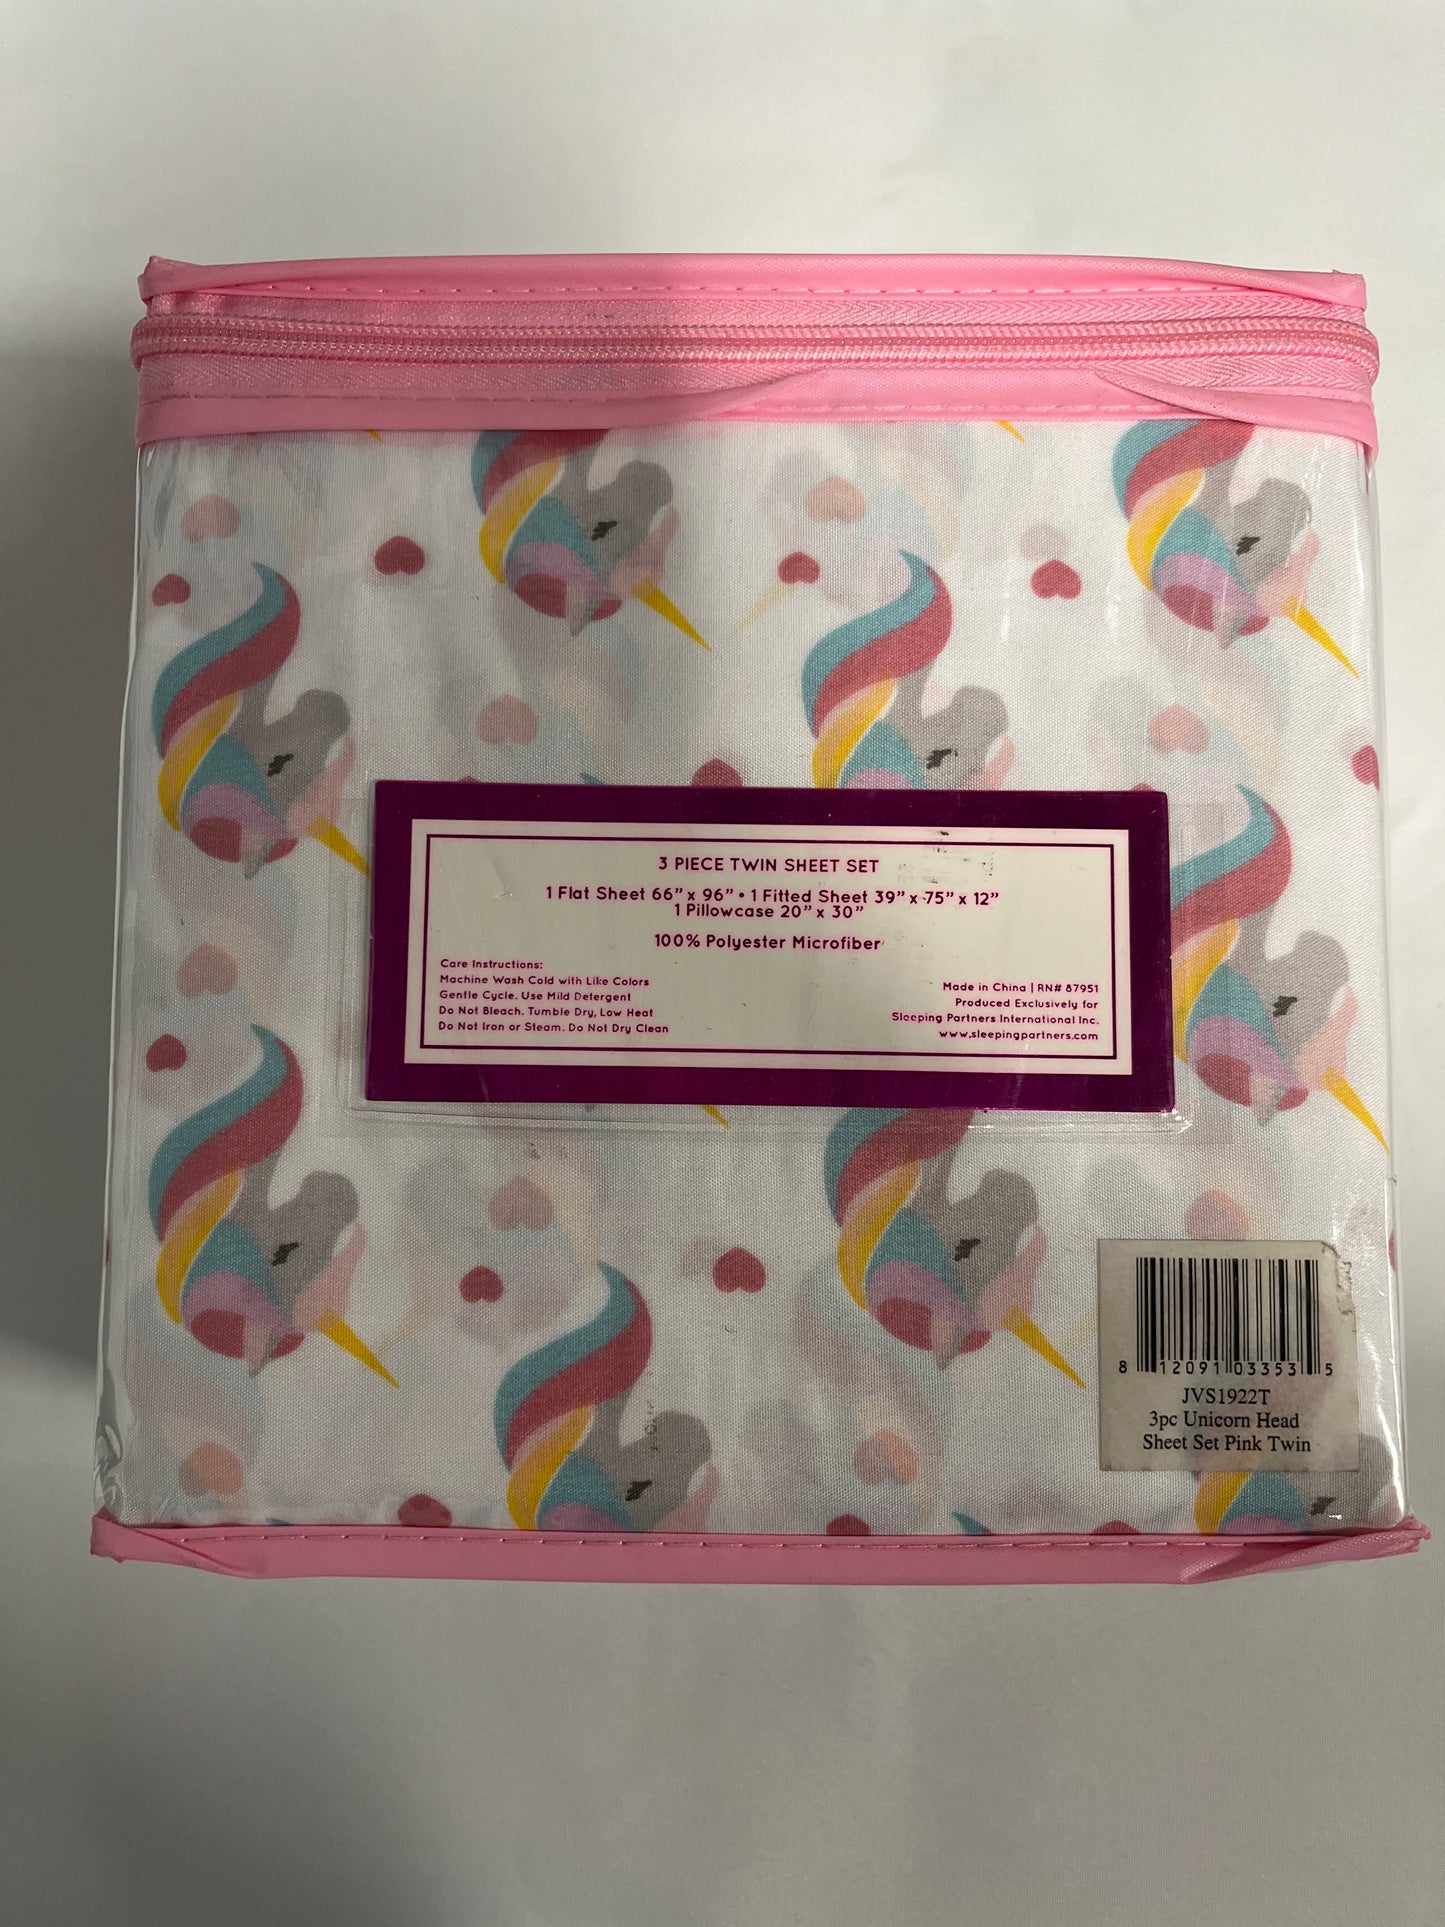 3 PIECE TWIN SHEET SET
1 Flat Sheet 66" x 96" • 1 Fitted Sheet 39" x 75" x 12"
1 Pillowcase 20" x 30"
100% Polyester Microfiber
Care Instructions:
Machine Wash Cold with Like Colors
Gentle Cycle. Use Mild Detergent
Do Not Bleach. Tumble Dry, Low Heat
Do Not Iron or Steam. Do Not Dry Clean
Made in China | RN# 87951
Produced Exclusively for
Sleeping Partners International Inc.
www.sleepingpartners.com
8 12091 03353 5
JVS1922T
3pc Unicorn Head
Sheet Set Pink Twin